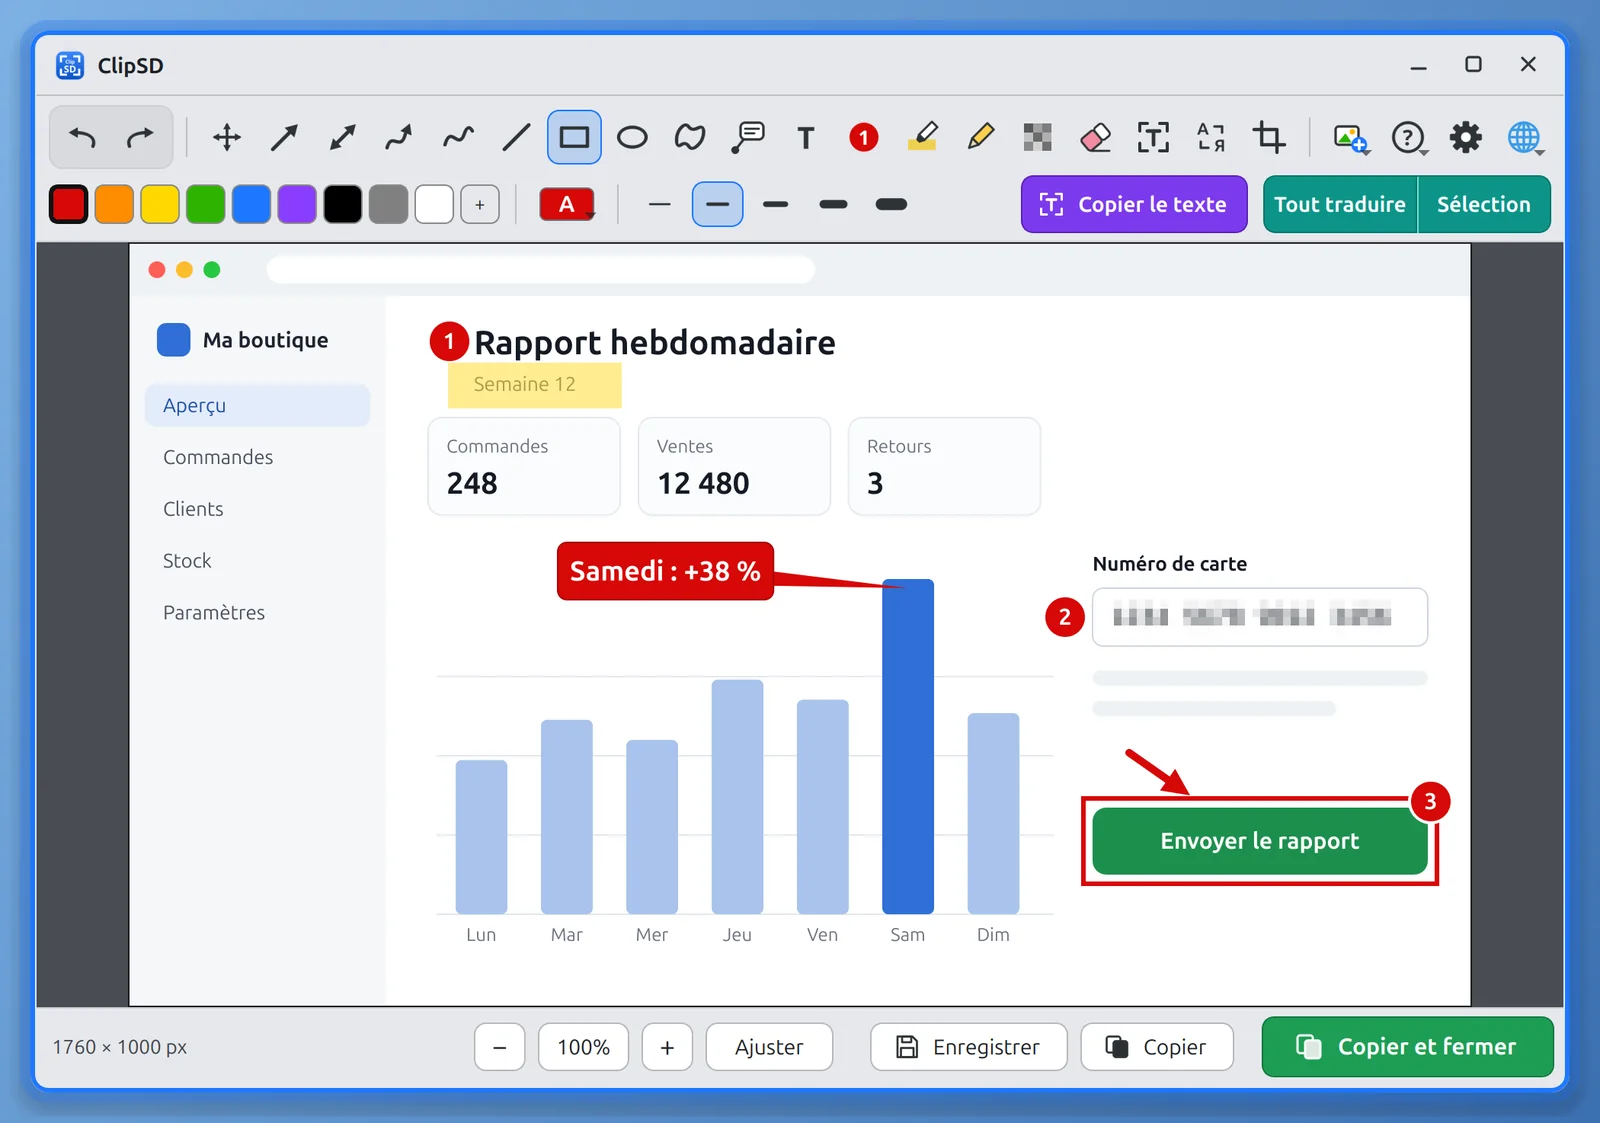 ClipSD
T
1
A
Copier le texte
Tout traduire
Sélection
Ma boutique
Aperçu
Commandes
Clients
Stock
Paramètres
1 Rapport hebdomadaire
Semaine 12
Commandes
248
Ventes
12 480
Retours
3
Samedi : +38 %
Lun Mar Mer Jeu Ven Sam Dim
Numéro de carte
2
3
Envoyer le rapport
1760 × 1000 px
− 100% + Ajuster
Enregistrer
Copier
Copier et fermer